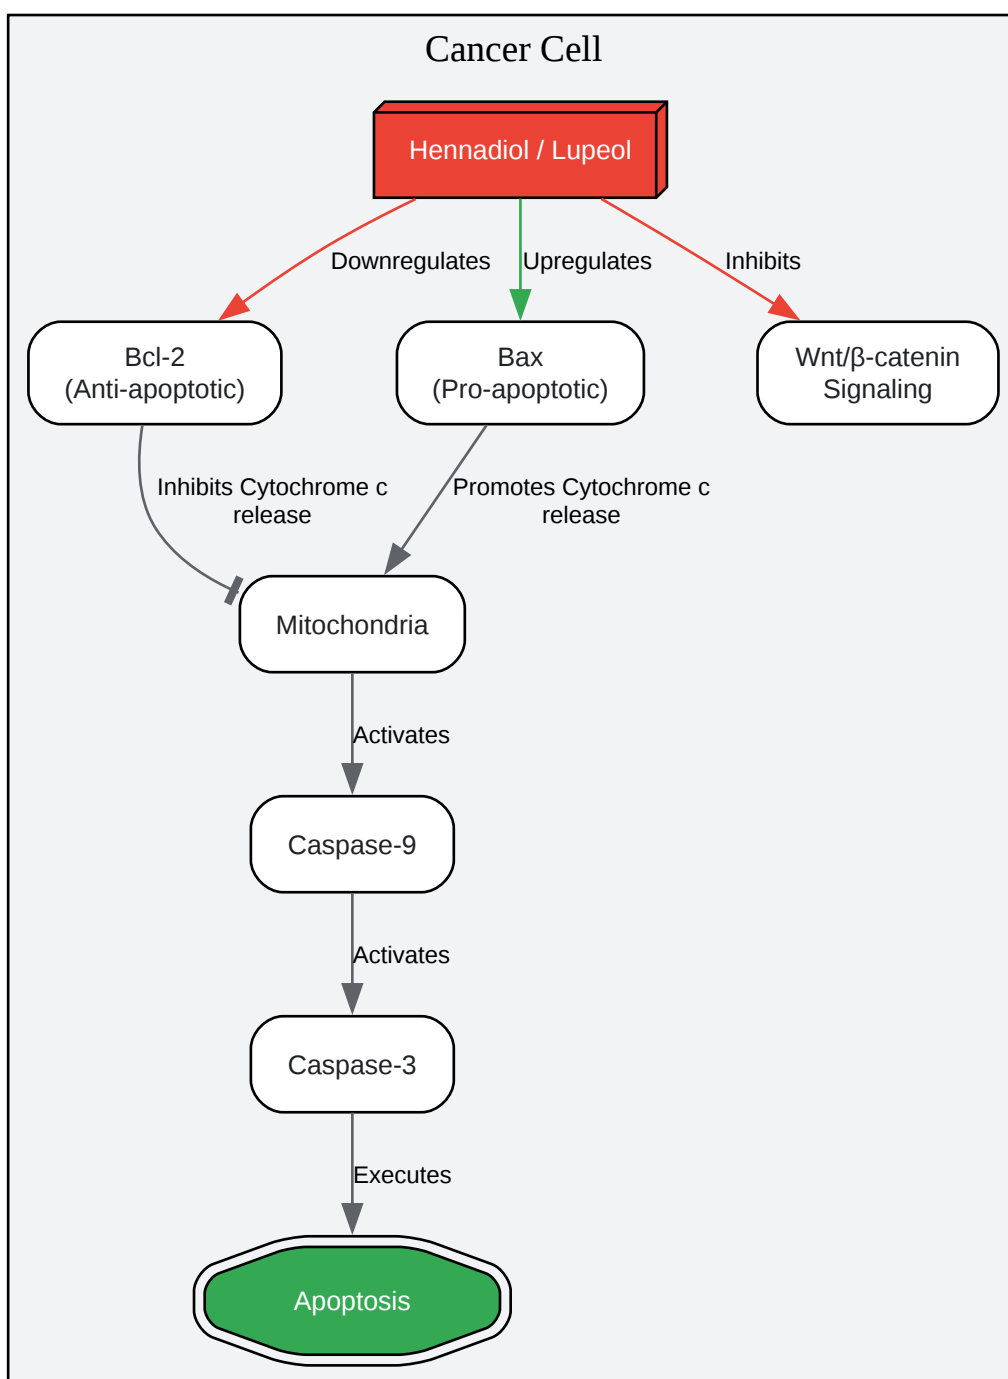 Cancer Cell
Hennadiol / Lupeol
Downregulates
Upregulates
Inhibits
Bcl-2
(Anti-apoptotic)
Bax
(Pro-apoptotic)
Wnt/β-catenin
Signaling
Inhibits Cytochrome c
release
Promotes Cytochrome c
release
Mitochondria
Activates
Caspase-9
Activates
Caspase-3
Executes
Apoptosis